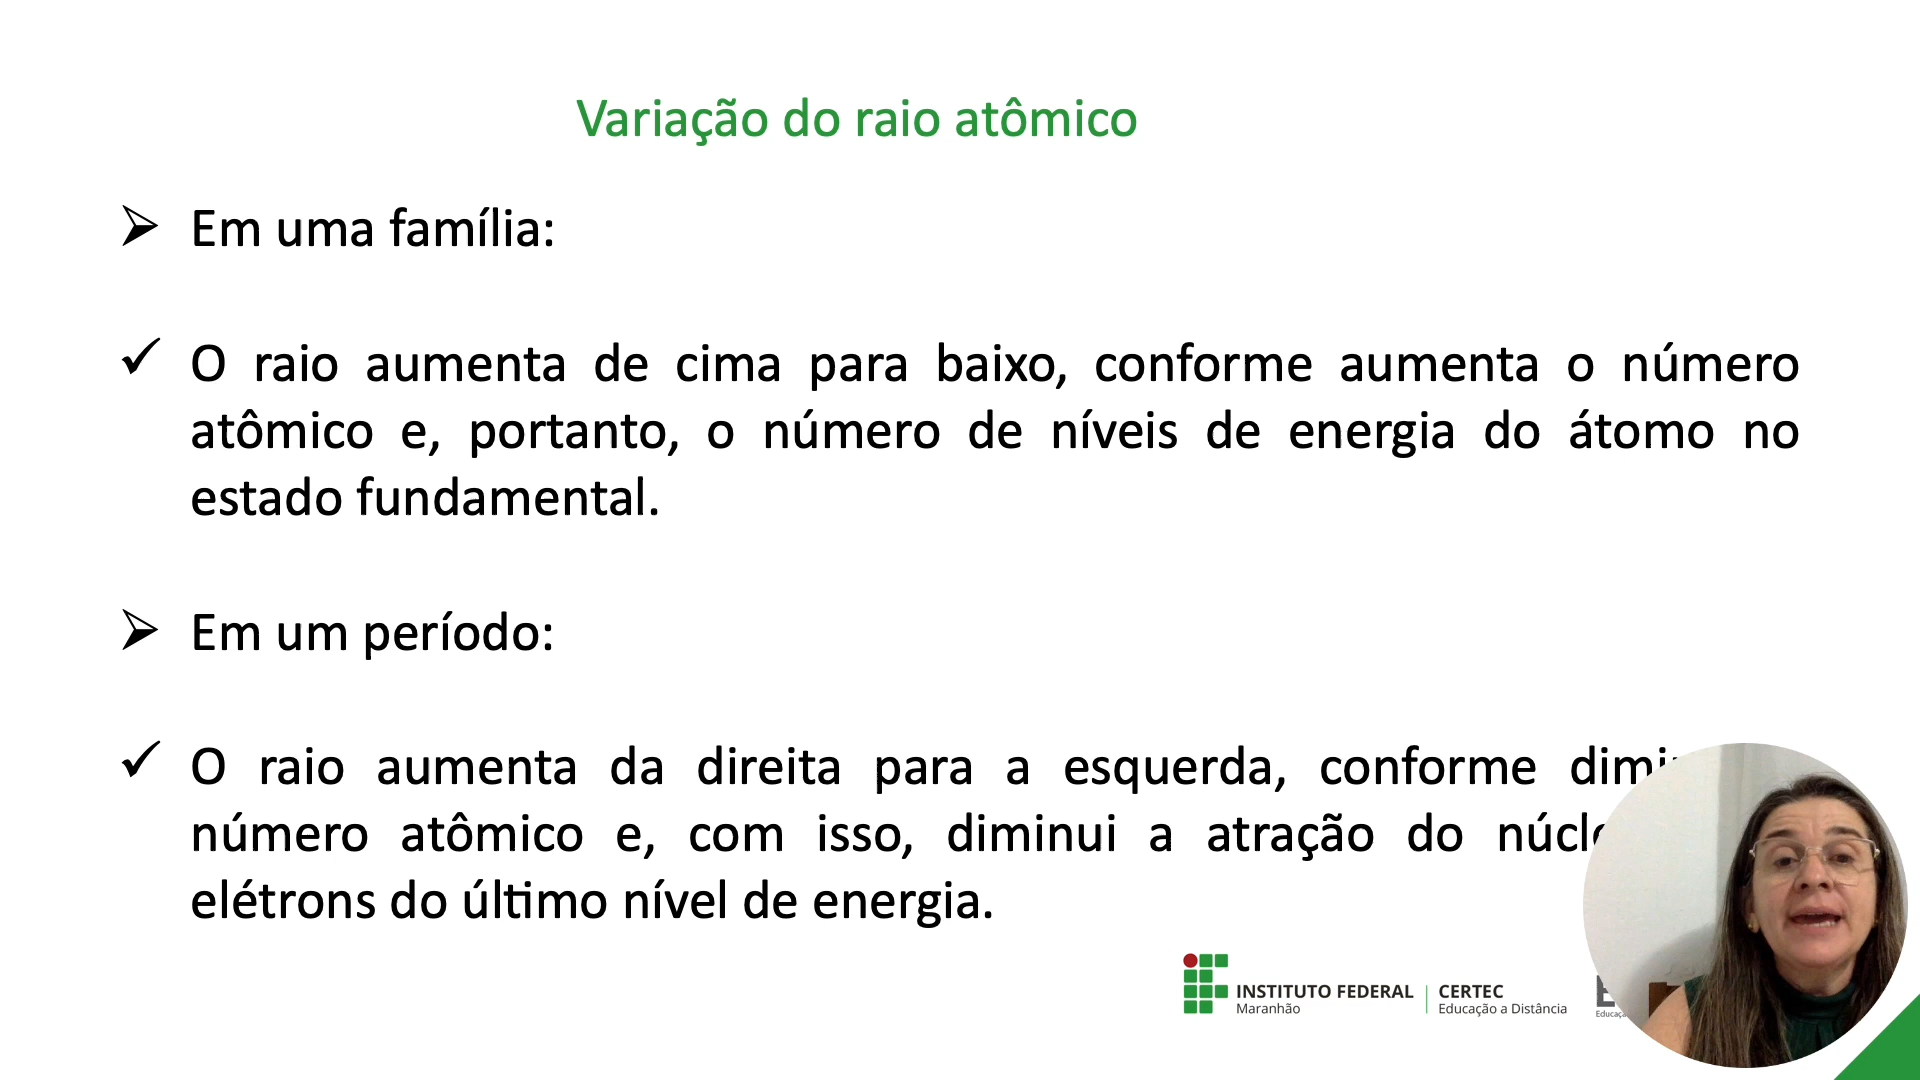 Variação do raio atômico
Em uma família:
O raio aumenta de cima para baixo, conforme aumenta o número
atômico e, portanto, o número de níveis de energia do átomo no
estado fundamental.
Em um período:
O raio aumenta da direita para a esquerda, conforme
número atômico e, com isso, diminui a atração do
elétrons do último nível de energia.
INSTITUTO FEDERAL
Maranhão
CERTEC
Educação a Distância